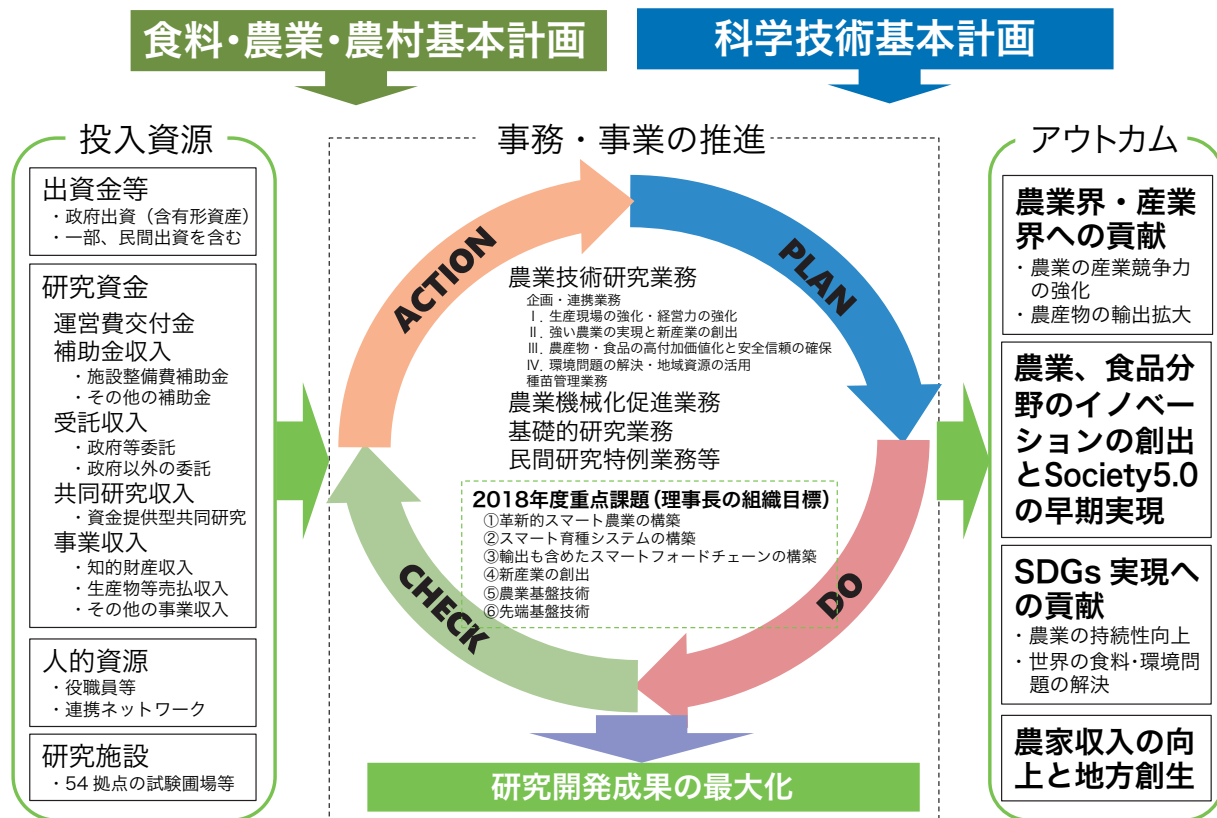 食料・農業・農村基本計画
科学技術基本計画
投入資源
出資金等
・政府出資（含有形資産）
・一部、民間出資を含む
研究資金
運営費交付金
補助金収入
・施設整備費補助金
・その他の補助金
受託収入
・政府等委託
・政府以外の委託
共同研究収入
・資金提供型共同研究
事業収入
・知的財産収入
・生産物等売払収入
・その他の事業収入
人的資源
・役職員等
・連携ネットワーク
研究施設
・54 拠点の試験圃場等
事務・事業の推進
ACTION
PLAN
DO
CHECK
農業技術研究業務
企画・連携業務
Ⅰ. 生産現場の強化・経営力の強化
Ⅱ. 強い農業の実現と新産業の創出
Ⅲ. 農産物・食品の高付加価値化と安全信頼の確保
Ⅳ. 環境問題の解決・地域資源の活用
種苗管理業務
農業機械化促進業務
基礎的研究業務
民間研究特例業務等
2018年度重点課題（理事長の組織目標）
①革新的スマート農業の構築
②スマート育種システムの構築
③輸出も含めたスマートフォードチェーンの構築
④新産業の創出
⑤農業基盤技術
⑥先端基盤技術
研究開発成果の最大化
アウトカム
農業界・産業
界への貢献
・農業の産業競争力
の強化
・農産物の輸出拡大
農業、食品分
野のイノベー
ションの創出
とSociety5.0
の早期実現
SDGs 実現へ
の貢献
・農業の持続性向上
・世界の食料・環境問
題の解決
農家収入の向
上と地方創生